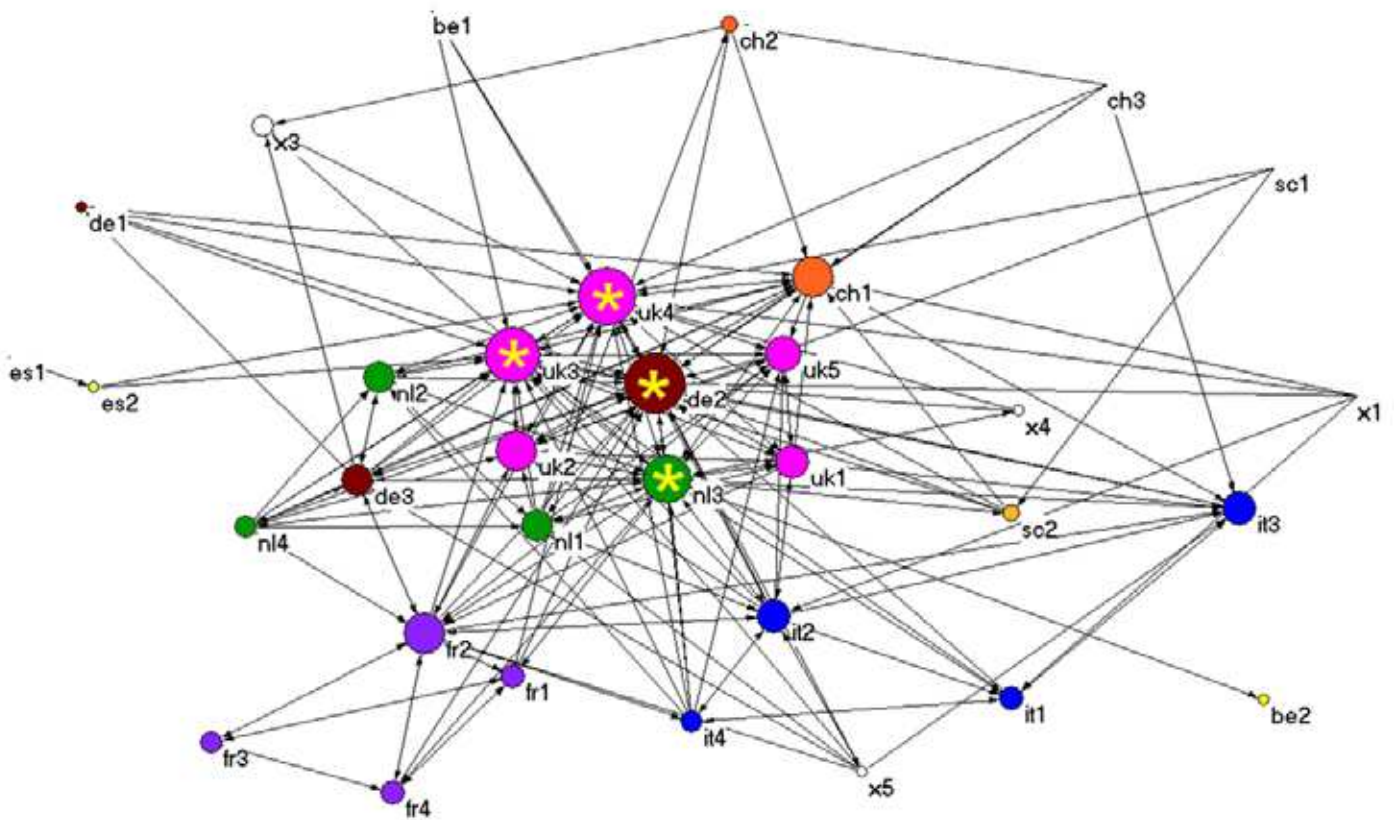 be1
ch2
x3
ch3
sc1
de1
uk4
ch1
uk3
uk5
es1
es2
nl2
de2
x4
x1
uk2
uk1
de3
nl3
sc2
it3
nl4
nl1
fr2
it2
fr1
it4
it1
be2
fr3
x5
fr4